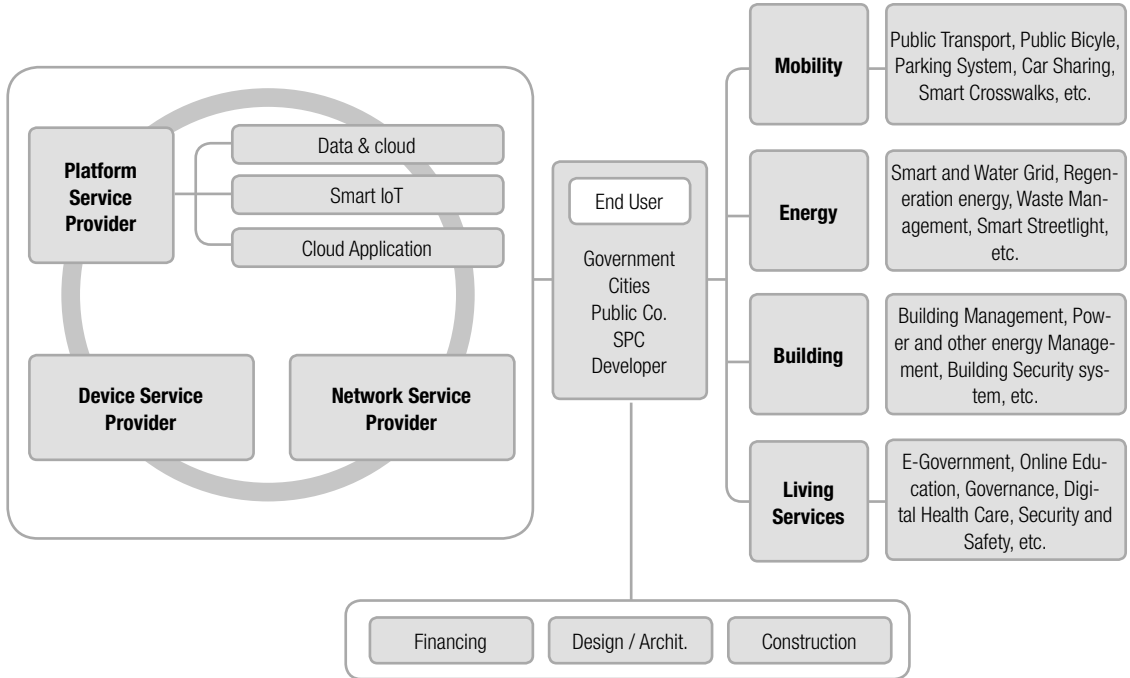 Platform
Service
Provider
Data & cloud
Smart IoT
Cloud Application
Device Service
Provider
Network Service
Provider
End User
Government
Cities
Public Co.
SPC
Developer
Mobility
Public Transport, Public Bicyle,
Parking System, Car Sharing,
Smart Crosswalks, etc.
Energy
Smart and Water Grid, Regen-
eration energy, Waste Man-
agement, Smart Streetlight,
etc.
Building
Building Management, Pow-
er and other energy Manage-
ment, Building Security sys-
tem, etc.
Living
Services
E-Government, Online Edu-
cation, Governance, Digi-
tal Health Care, Security and
Safety, etc.
Financing
Design / Archit.
Construction